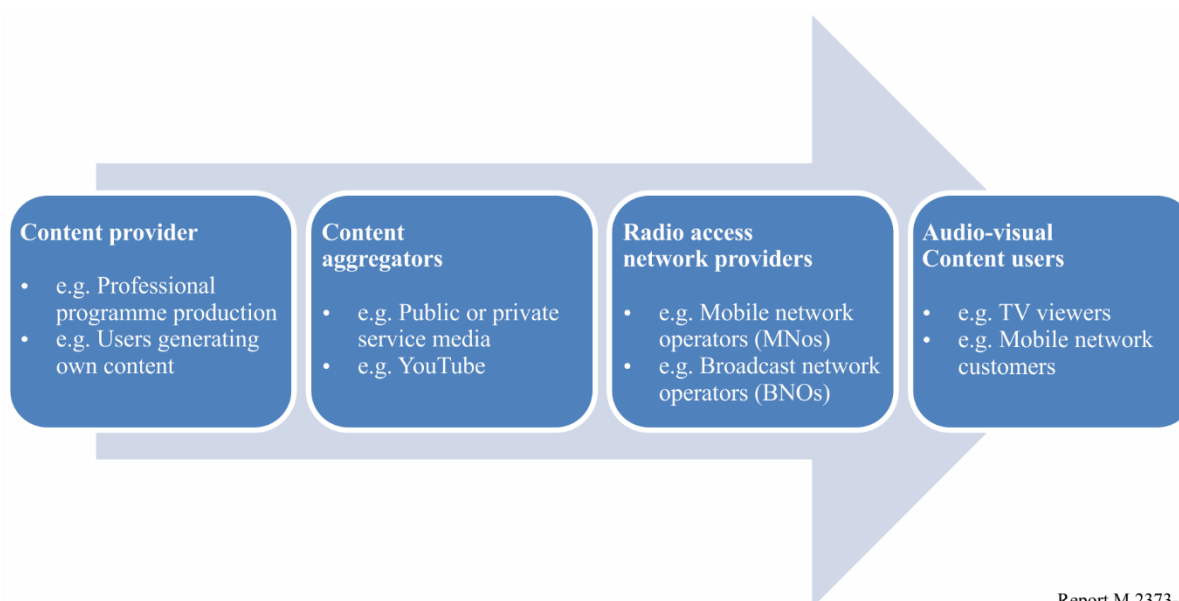 Content provider
• e.g. Professional
programme production
• e.g. Users generating
own content
Content
aggregators
• e.g. Public or private
service media
• e.g. YouTube
Radio access
network providers
• e.g. Mobile network
operators (MNos)
• e.g. Broadcast network
operators (BNOs)
Audio-visual
Content users
• e.g. TV viewers
• e.g. Mobile network
customers
Report M.2373-